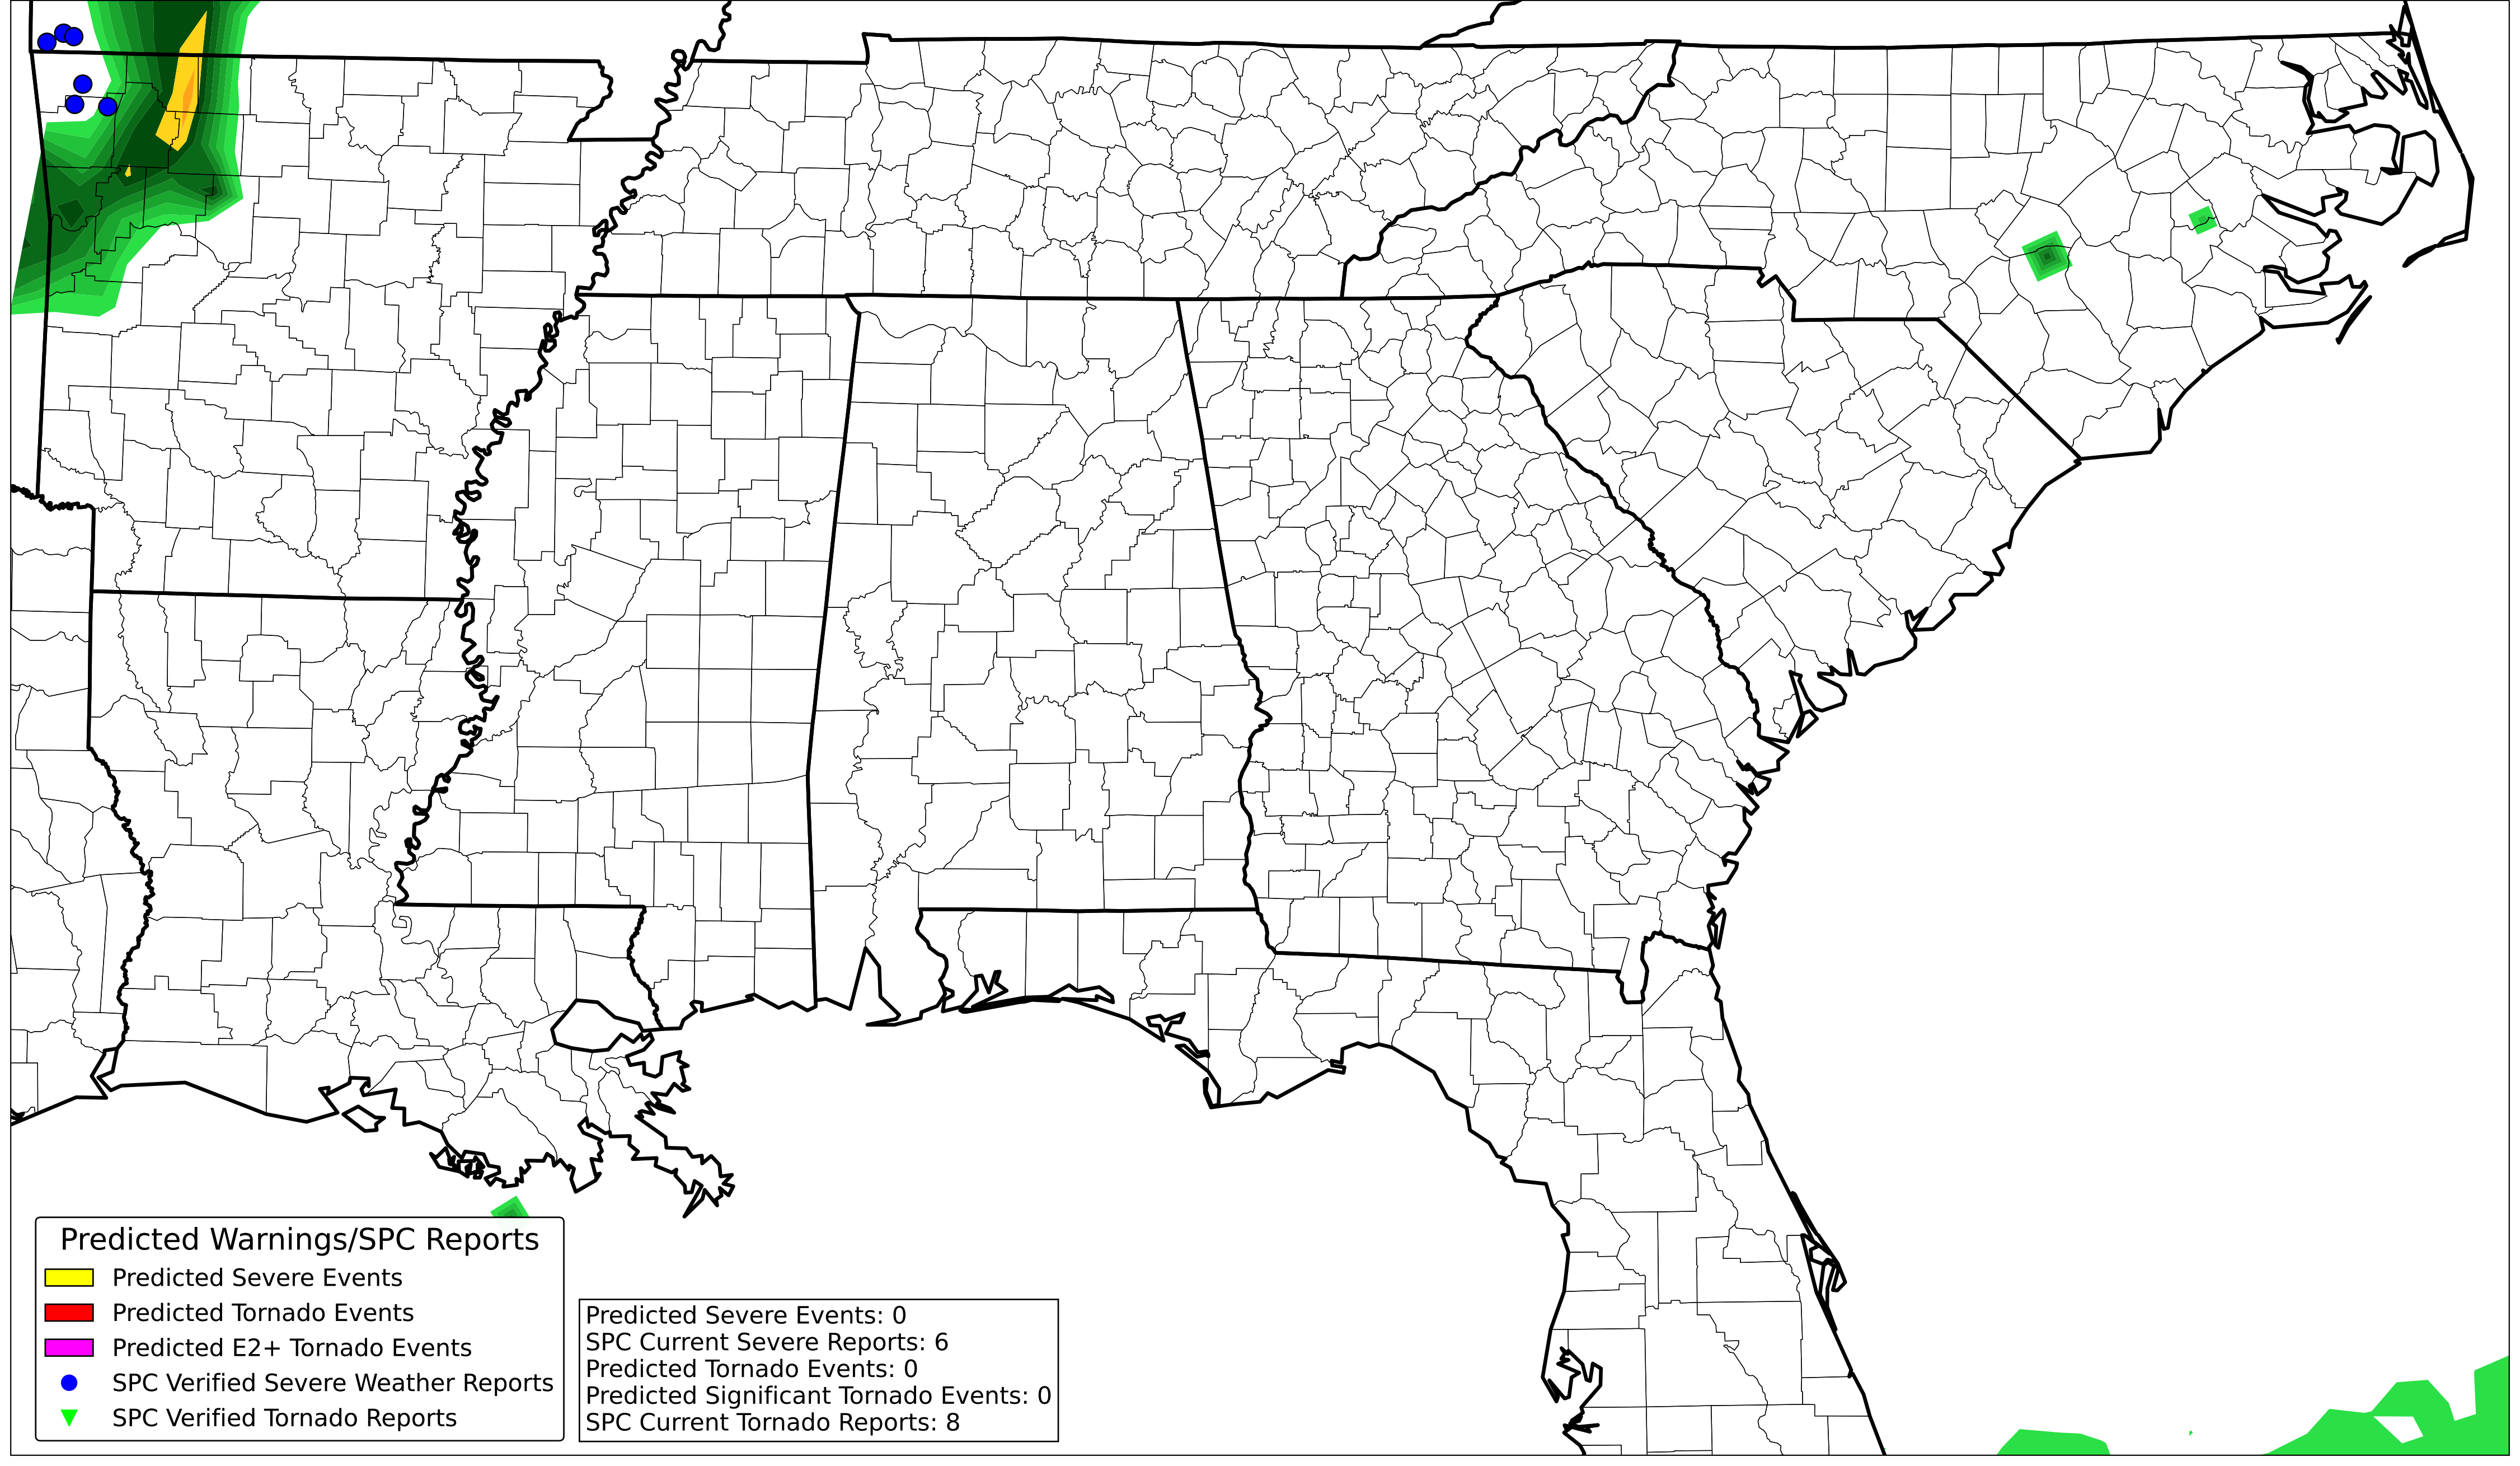 Predicted Warnings/SPC Reports
Predicted Severe Events
Predicted Tornado Events
Predicted E2+ Tornado Events
SPC Verified Severe Weather Reports
SPC Verified Tornado Reports
Predicted Severe Events: 0
SPC Current Severe Reports: 6
Predicted Tornado Events: 0
Predicted Significant Tornado Events: 0
SPC Current Tornado Reports: 8